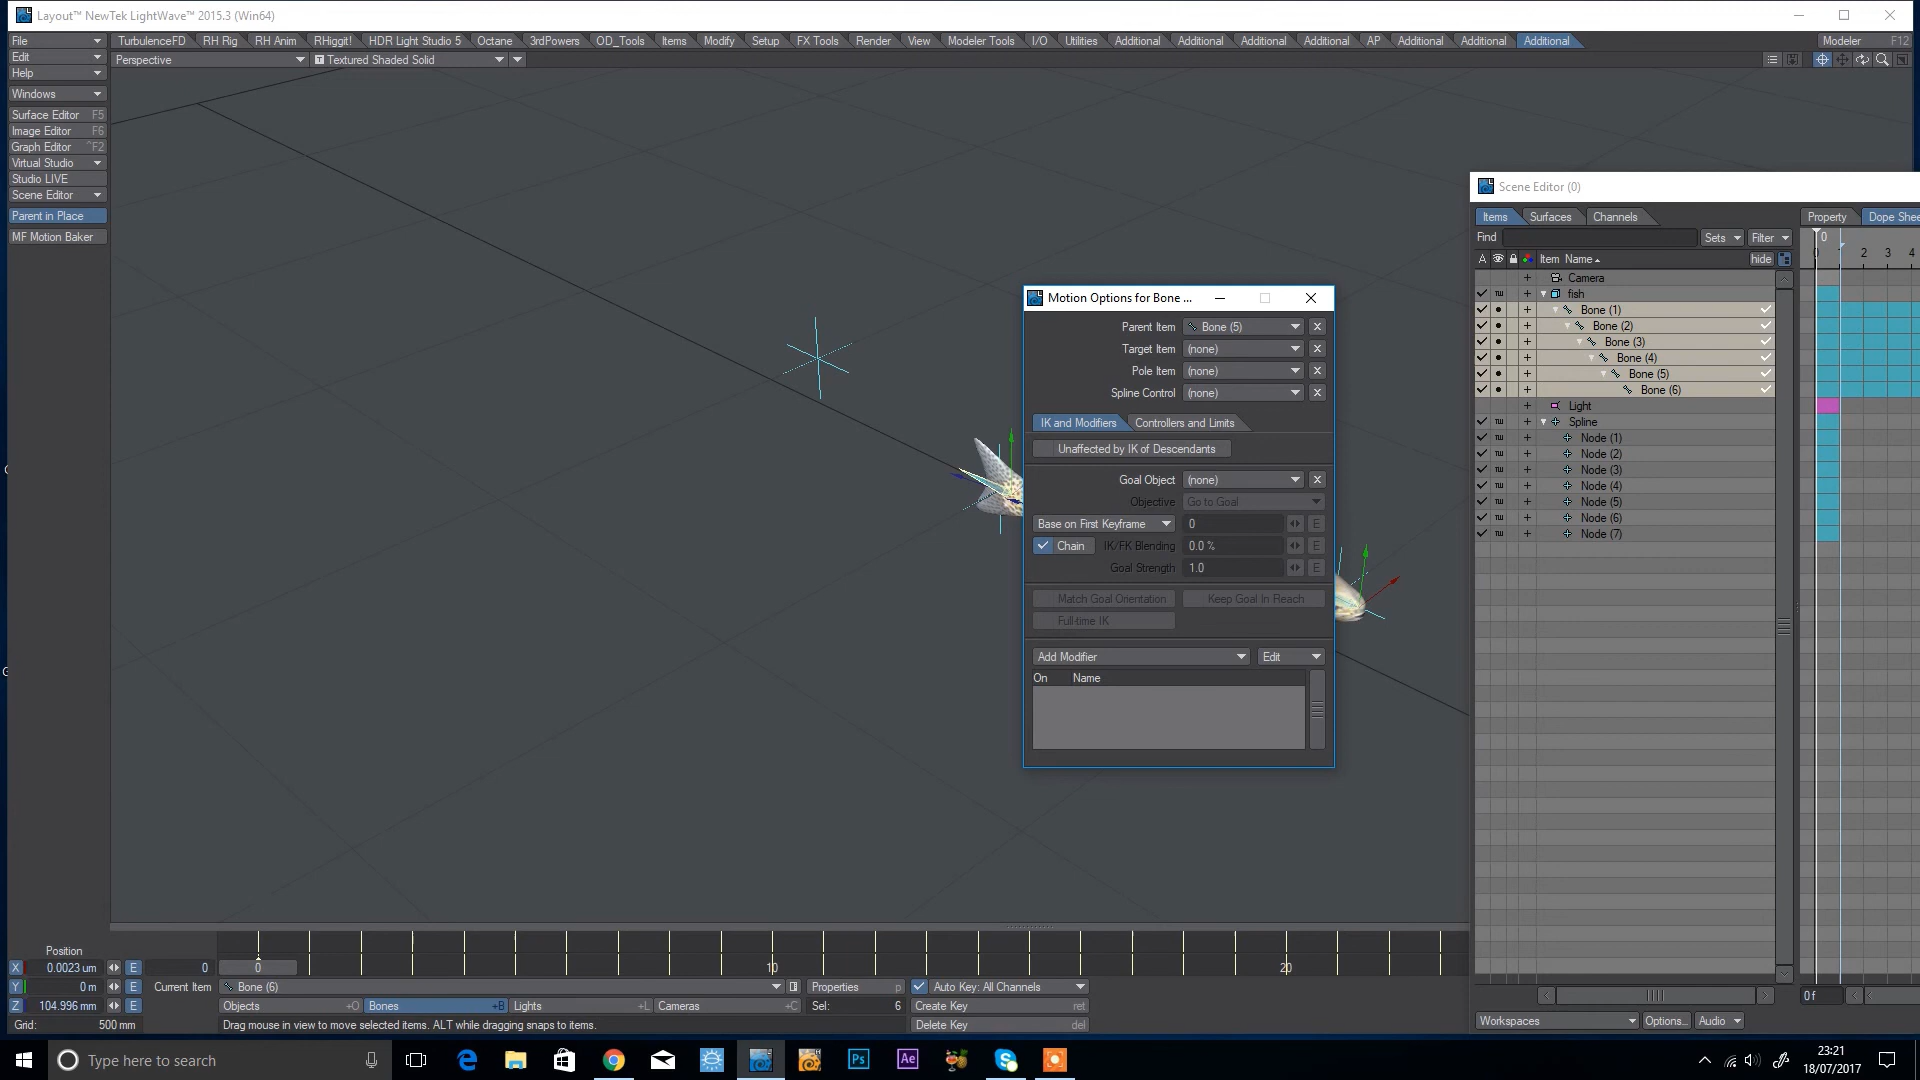 Layout™ NewTek LightWave™ 2015.3 (Win64)
File TurbulenceFD RH Rig RH Anim RHiggit! HDR Light Studio 5 Octane 3rdPowers OD_Tools Items Modify Setup FX Tools Render View Modeler Tools I/O Utilities Additional Additional Additional Additional AP Additional Additional Additional Modeler F12
Edit Perspective T Textured Shaded Solid
Help
Windows
Surface Editor F5
Image Editor F6
Graph Editor ^F2
Virtual Studio
Studio LIVE
Scene Editor
Parent in Place
MF Motion Baker
Scene Editor (0)
Items Surfaces Channels Property Dope Shee
Find Sets Filter 0
0 2 3 4
A Item Name hide
+ Camera
+ fish
+ Bone (1)
+ Bone (2)
+ Bone (3)
+ Bone (4)
+ Bone (5)
+ Bone (6)
+ Light
+ Spline
Node (1)
Node (2)
Node (3)
Node (4)
Node (5)
Node (6)
Node (7)
Motion Options for Bone ...
Parent Item Bone (5) X
Target Item (none) X
Pole Item (none) X
Spline Control (none) X
IK and Modifiers Controllers and Limits
Unaffected by IK of Descendants
Goal Object (none) X
Objective Go to Goal
Base on First Keyframe 0 E
Chain IK/FK Blending 0.0 % E
Goal Strength 1.0 E
Match Goal Orientation Keep Goal In Reach
Full-time IK
Add Modifier Edit
On Name
Position
X 0.0023 um E 0 0 10 20
Y 0 m E Current Item Bone (6) Properties p Auto Key: All Channels
Z 104.996 mm E Objects +O Bones +B Lights +L Cameras +C Sel: 6 Create Key ret
Grid: 500 mm Drag mouse in view to move selected items. ALT while dragging snaps to items. Delete Key del
0 f
Workspaces Options... Audio
Type here to search
Ps Ae
23:21
18/07/2017